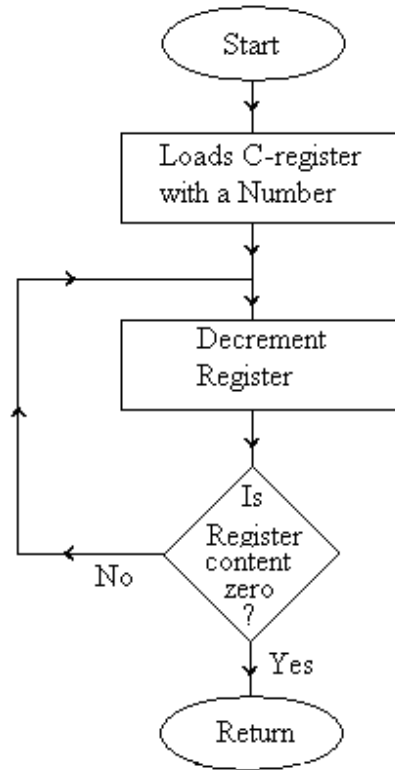 Start
Loads C-register
with a Number
Decrement
Register
Is
Register
content
zero
?
No
Yes
Return